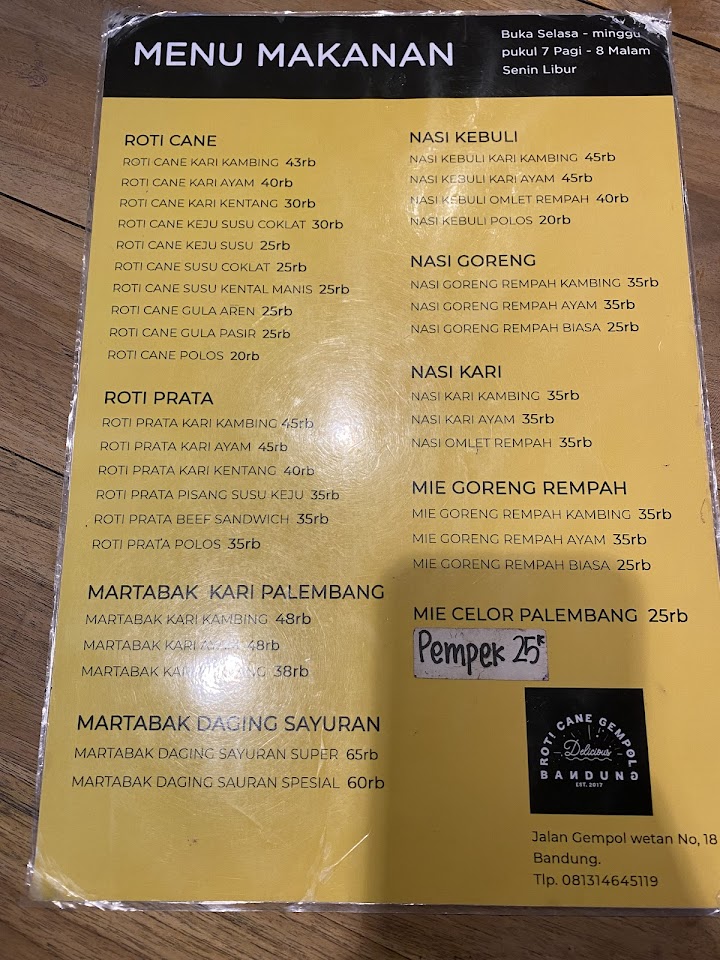 MENU MAKANAN
Buka Selasa - minggu
pukul 7 Pagi - 8 Malam
Senin Libur
ROTI CANE
ROTI CANE KARI KAMBING 43rb
ROTI CANE KARI AYAM 40rb
ROTI CANE KARI KENTANG 30rb
ROTI CANE KEJU SUSU COKLAT 30rb
ROTI CANE KEJU SUSU 25rb
ROTI CANE SUSU COKLAT 25rb
ROTI CANE SUSU KENTAL MANIS 25rb
ROTI CANE GULA AREN 25rb
ROTI CANE GULA PASIR 25rb
ROTI CANE POLOS 20rb
ROTI PRATA
ROTI PRATA KARI KAMBING 45rb
ROTI PRATA KARI AYAM 45rb
ROTI PRATA KARI KENTANG 40rb
ROTI PRATA PISANG SUSU KEJU 35rb
ROTI PRATA BEEF SANDWICH 35rb
ROTI PRATA POLOS 35rb
MARTABAK KARI PALEMBANG
MARTABAK KARI KAMBING 48rb
MARTABAK KARI 48rb
MARTABAK 38rb
MARTABAK DAGING SAYURAN
MARTABAK DAGING SAYURAN SUPER 65rb
MARTABAK DAGING SAURAN SPESIAL 60rb
NASI KEBULI
NASI KEBULI KARI KAMBING 45rb
NASI KEBULI KARI AYAM 45rb
NASI KEBULI OMLET REMPAH 40rb
NASI KEBULI POLOS 20rb
NASI GORENG
NASI GORENG REMPAH KAMBING 35rb
NASI GORENG REMPAH AYAM 35rb
NASI GORENG REMPAH BIASA 25rb
NASI KARI
NASI KARI KAMBING 35rb
NASI KARI AYAM 35rb
NASI OMLET REMPAH 35rb
MIE GORENG REMPAH
MIE GORENG REMPAH KAMBING 35rb
MIE GORENG REMPAH AYAM 35rb
MIE GORENG REMPAH BIASA 25rb
MIE CELOR PALEMBANG 25rb
Pempek 25K
ROTI CANE GEMPOL
Delicious
BANDUNG
EST. 2017
Jalan Gempol wetan No, 18
Bandung.
Tlp. 081314645119